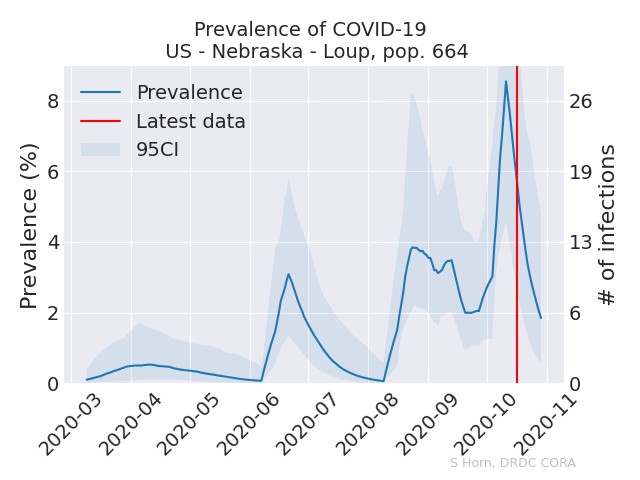 Prevalence of COVID-19
US - Nebraska - Loup, pop. 664
Prevalence
Latest data
95CI
Prevalence (%)
8
6
4
2
0
26
19
13
6
0
# of infections
2020-03
2020-04
2020-05
2020-06
2020-07
2020-08
2020-09
2020-10
2020-11
S Horn, DRDC CORA